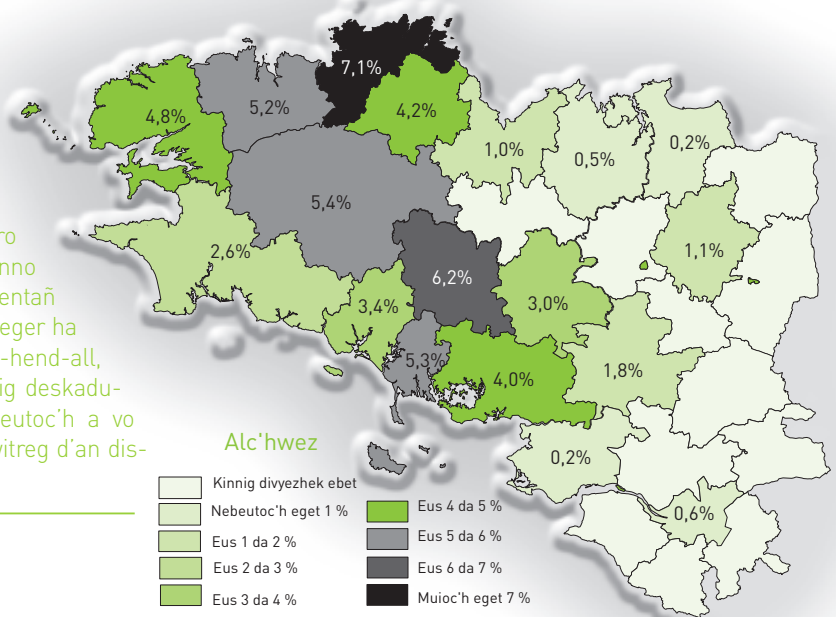 7,1%
4,8%
5,2%
4,2%
1,0%
0,5%
0,2%
5,4%
1,1%
2,6%
6,2%
3,4%
3,0%
5,3%
4,0%
1,8%
0,2%
0,6%
ro
nno
entañ
eger ha
-hend-all,
ig deskadu-
eutoc'h a vo
vitreg d'an dis-
Alc'hwez
Kinnig divyezhek ebet
Nebeutoc'h eget 1 %
Eus 1 da 2 %
Eus 2 da 3 %
Eus 3 da 4 %
Eus 4 da 5 %
Eus 5 da 6 %
Eus 6 da 7 %
Muioc'h eget 7 %